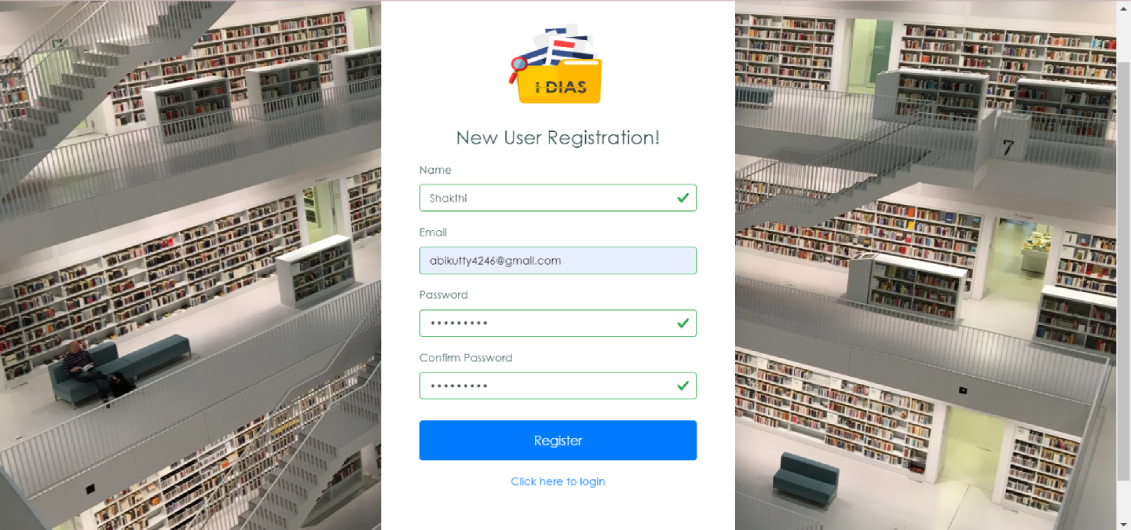 I DIAS
New User Registration!
Name
Shakthi
Email
abikutty4246@gmail.com
Password
•••••••••
Confirm Password
•••••••••
Register
Click here to login
7